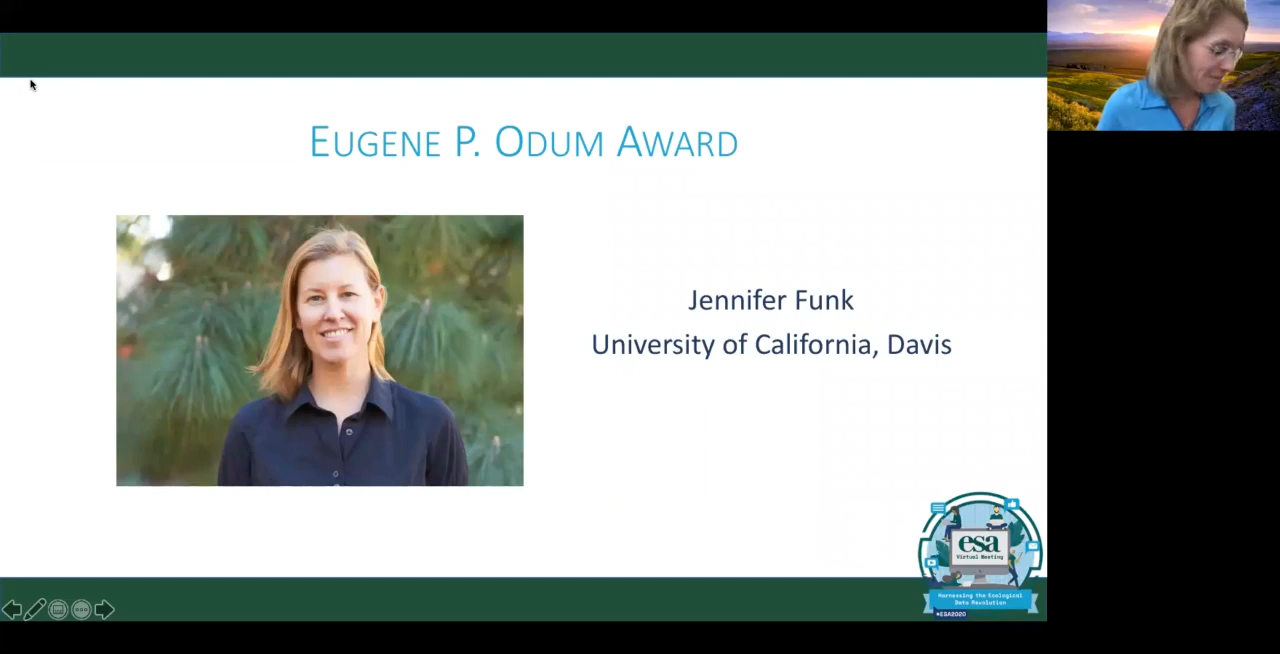 EUGENE P. ODUM AWARD
Jennifer Funk
University of California, Davis
esa
Virtual Meeting
Harnessing the Ecological
Data Revolution
#ESA2020